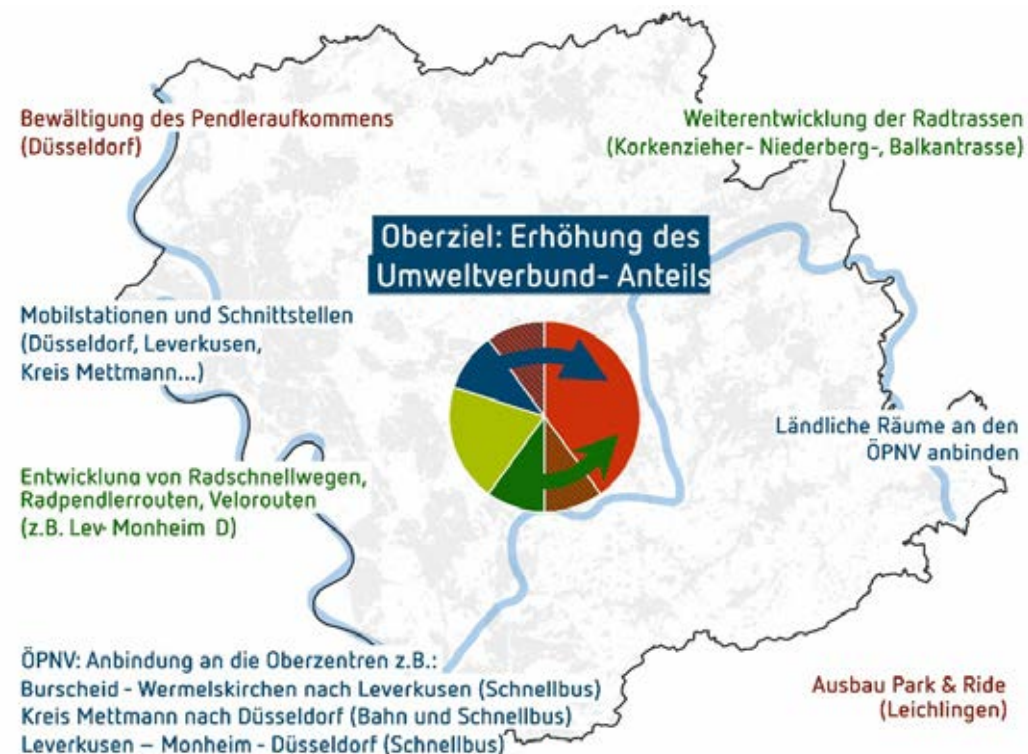 Bewältigung des Pendleraufkommens
(Düsseldorf)
Weiterentwicklung der Radtrassen
(Korkenzieher- Niederberg-, Balkantrasse)
Oberziel: Erhöhung des
Umweltverbund- Anteils
Mobilstationen und Schnittstellen
(Düsseldorf, Leverkusen,
Kreis Mettmann...)
Ländliche Räume an den
ÖPNV anbinden
Entwicklung von Radschnellwegen,
Radpendlerrouten, Velorouten
(z.B. Lev- Monheim D)
ÖPNV: Anbindung an die Oberzentren z.B.:
Burscheid - Wermelskirchen nach Leverkusen (Schnellbus)
Kreis Mettmann nach Düsseldorf (Bahn und Schnellbus)
Leverkusen – Monheim - Düsseldorf (Schnellbus)
Ausbau Park & Ride
(Leichlingen)